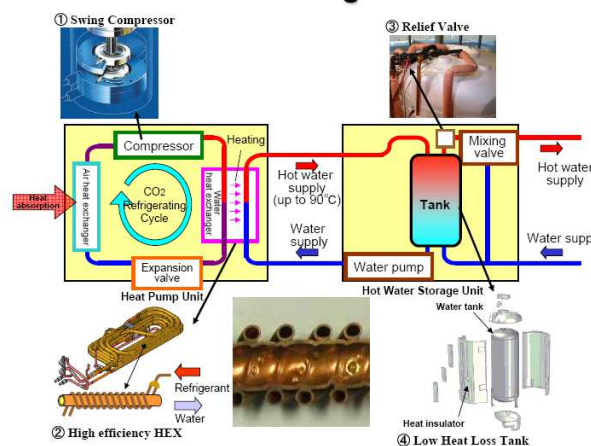 ① Swing Compressor
③ Relief Valve
Compressor
Heating
Mixing
valve
Hot water
supply
(up to 90℃)
Hot water
supply
Heat
absorption
Air heat exchanger
CO2
Refrigerating
Cycle
Water
heat exchanger
Tank
Water
supply
Water supp
Expansion
valve
Water pump
Heat Pump Unit
Hot Water Storage Unit
Water tank
Refrigerant
Water
Heat insulator
② High efficiency HEX
④ Low Heat Loss Tank